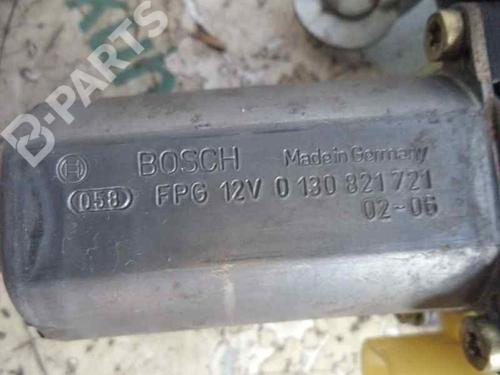 B-PARTS
BOSCH Made in Germany
058 FPG 12V 0 130 821 721
02-06